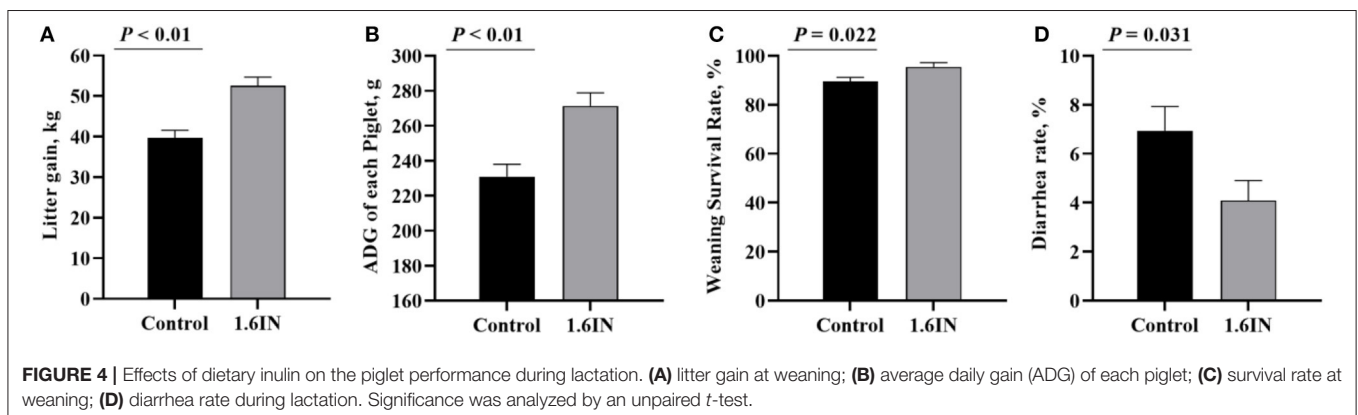 A
P < 0.01
Litter gain, kg
60
50
40
30
20
10
0
Control 1.6IN
B
P < 0.01
ADG of each Piglet, g
300
280
260
240
220
200
180
160
Control 1.6IN
C
P = 0.022
Weaning Survival Rate, %
100
80
60
40
20
0
Control 1.6IN
D
P = 0.031
Diarrhea rate, %
10
8
6
4
2
0
Control 1.6IN
FIGURE 4 | Effects of dietary inulin on the piglet performance during lactation. (A) litter gain at weaning; (B) average daily gain (ADG) of each piglet; (C) survival rate at
weaning; (D) diarrhea rate during lactation. Significance was analyzed by an unpaired t-test.